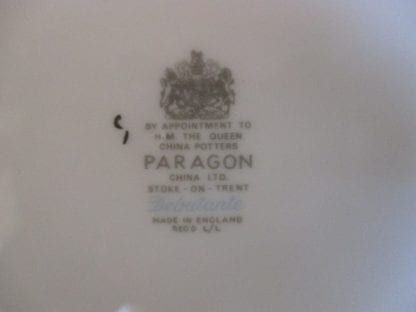 BY APPOINTMENT TO
H.M. THE QUEEN
CHINA POTTERS
PARAGON
CHINA LTD.
STOKE-ON-TRENT
Debutante
MADE IN ENGLAND
REG'D L/L